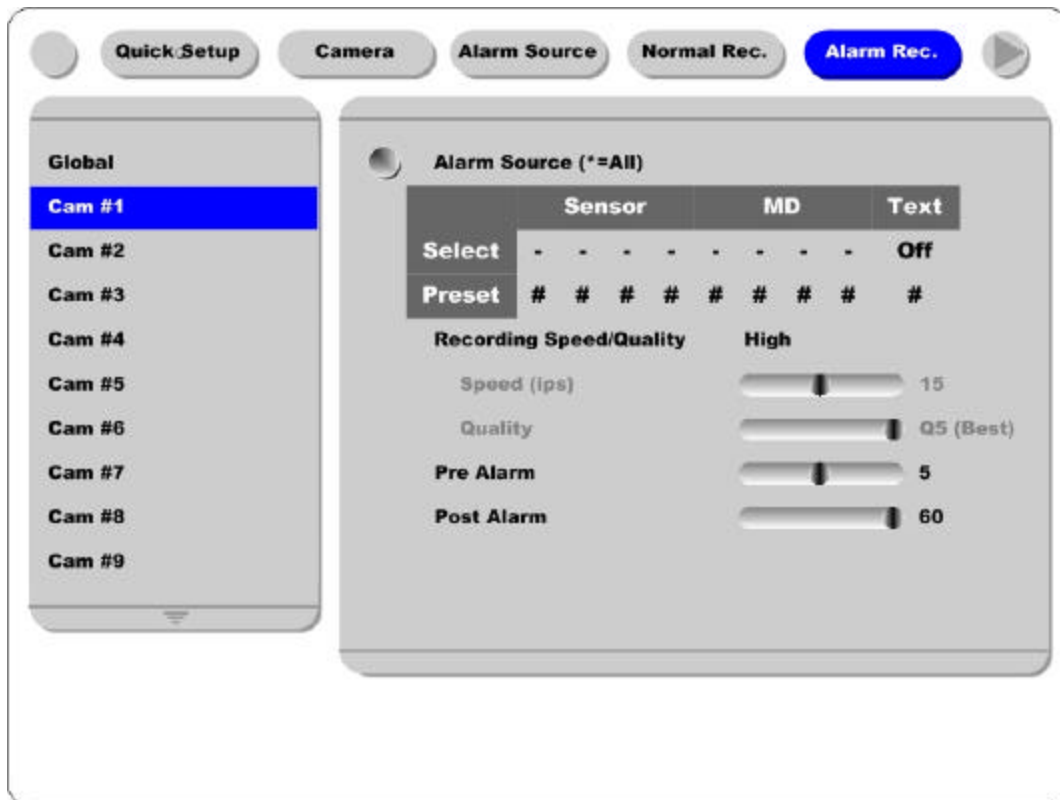 Quick Setup Camera Alarm Source Normal Rec. Alarm Rec.
Global
Cam #1
Cam #2
Cam #3
Cam #4
Cam #5
Cam #6
Cam #7
Cam #8
Cam #9
Alarm Source (*=All)
Sensor MD Text
Select - - - - - - - - Off
Preset # # # # # # # # #
Recording Speed/Quality High
Speed (ips) 15
Quality Q5 (Best)
Pre Alarm 5
Post Alarm 60